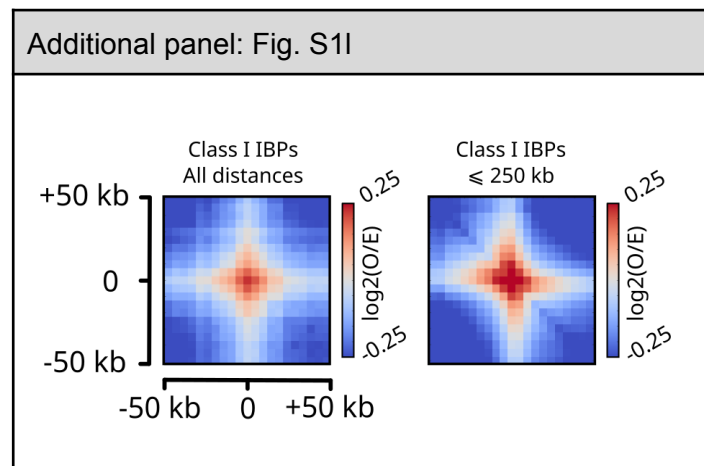 Additional panel: Fig. S1I
Class I IBPs
All distances
Class I IBPs
⩽ 250 kb
+50 kb
0
-50 kb
0.25
log2(O/E)
-0.25
0.25
log2(O/E)
-0.25
-50 kb 0 +50 kb